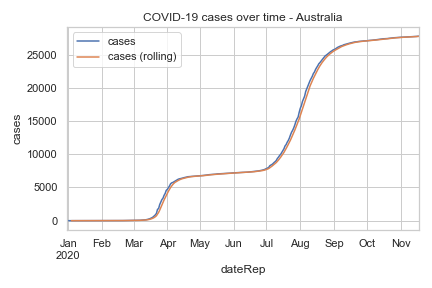 COVID-19 cases over time - Australia
cases
cases (rolling)
cases
25000
20000
15000
10000
5000
0
Jan Feb Mar Apr May Jun Jul Aug Sep Oct Nov
2020
dateRep